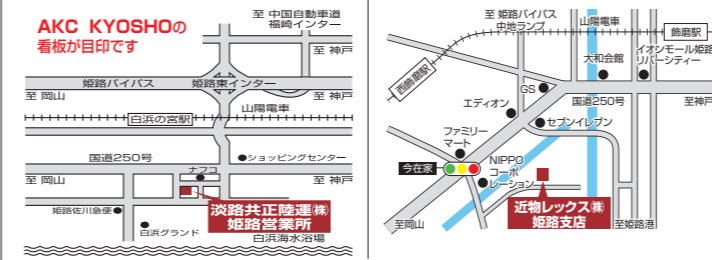 AKC KYOSHOの
看板が目印です
至 中国自動車道
福崎インター
至 神戸
姫路バイパス
姫路東インター
至 岡山
至 神戸
山陽電車
白浜の宮駅
国道250号
ナフコ
ショッピングセンター
至 岡山
至 神戸
姫路佐川急便
淡路共正陸運㈱
姫路営業所
白浜グランド
白浜海水浴場
至 姫路バイパス
中地ランプ
山陽電車
飾磨駅
西飾磨駅
大和会館
イオンモール姫路
リバーシティー
GS
国道250号
至神戸
エディオン
セブンイレブン
ファミリー
マート
今在家
NIPPO
コーポ
レーション
近物レックス㈱
姫路支店
至岡山
至姫路港